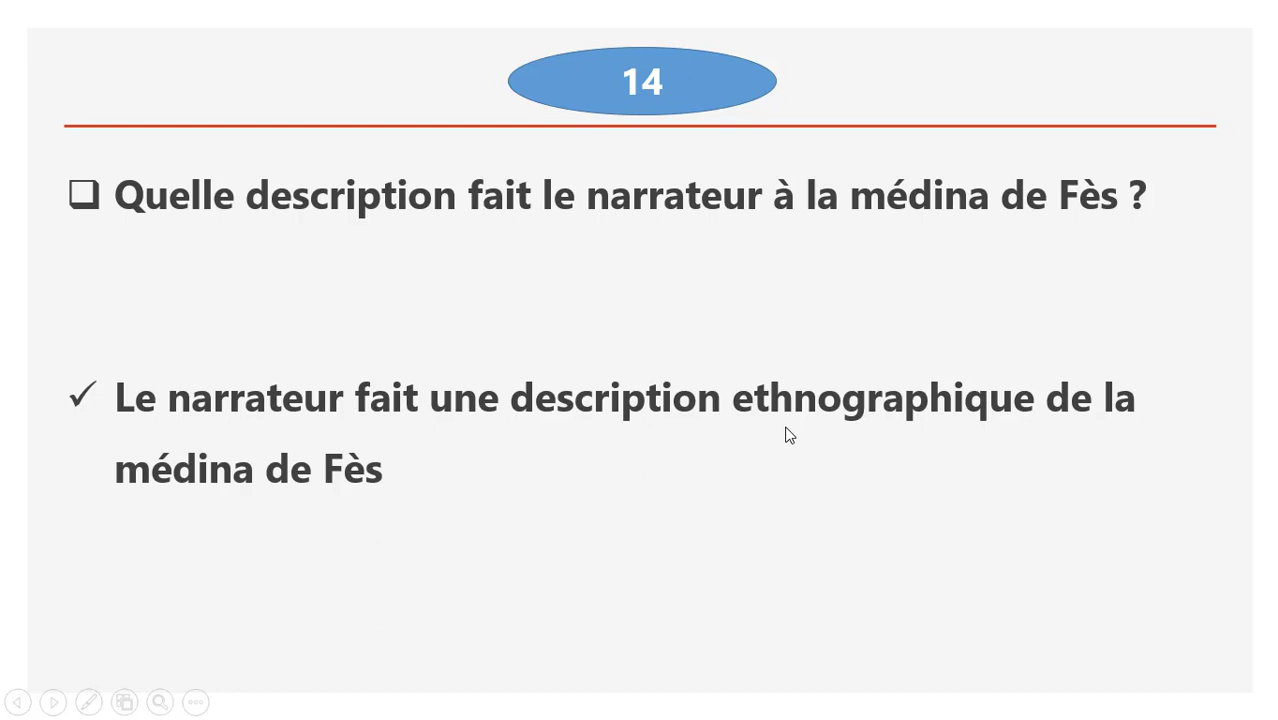 14
Quelle description fait le narrateur à la médina de Fès ?
Le narrateur fait une description ethnographique de la
médina de Fès